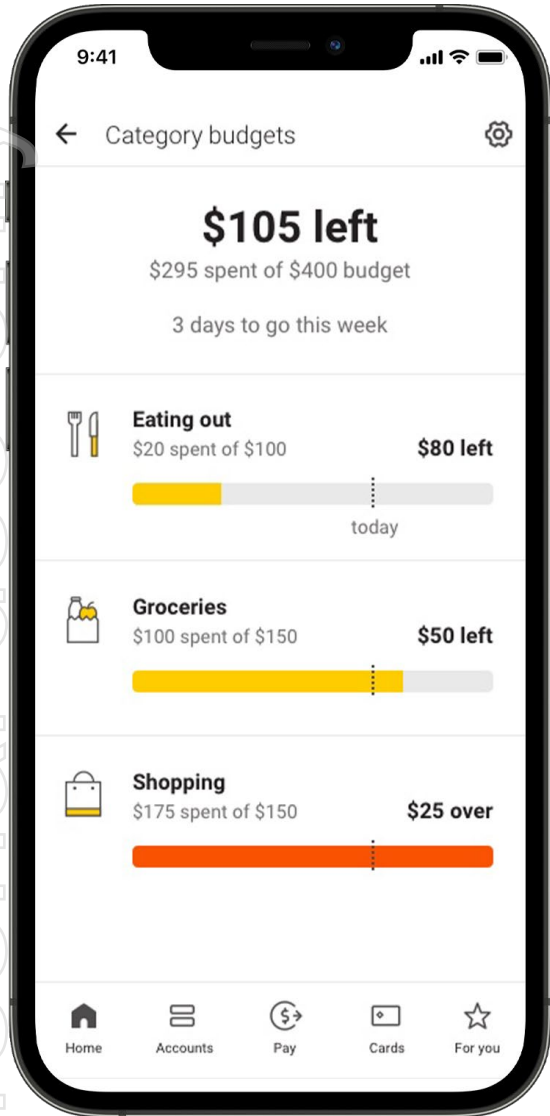 9:41
Category budgets
$105 left
$295 spent of $400 budget
3 days to go this week
Eating out
$20 spent of $100
$80 left
today
Groceries
$100 spent of $150
$50 left
Shopping
$175 spent of $150
$25 over
Home
Accounts
Pay
Cards
For you